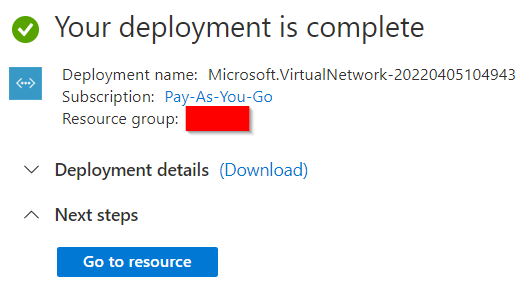 Your deployment is complete
Deployment name: Microsoft.VirtualNetwork-20220405104943
Subscription: Pay-As-You-Go
Resource group:
Deployment details (Download)
Next steps
Go to resource